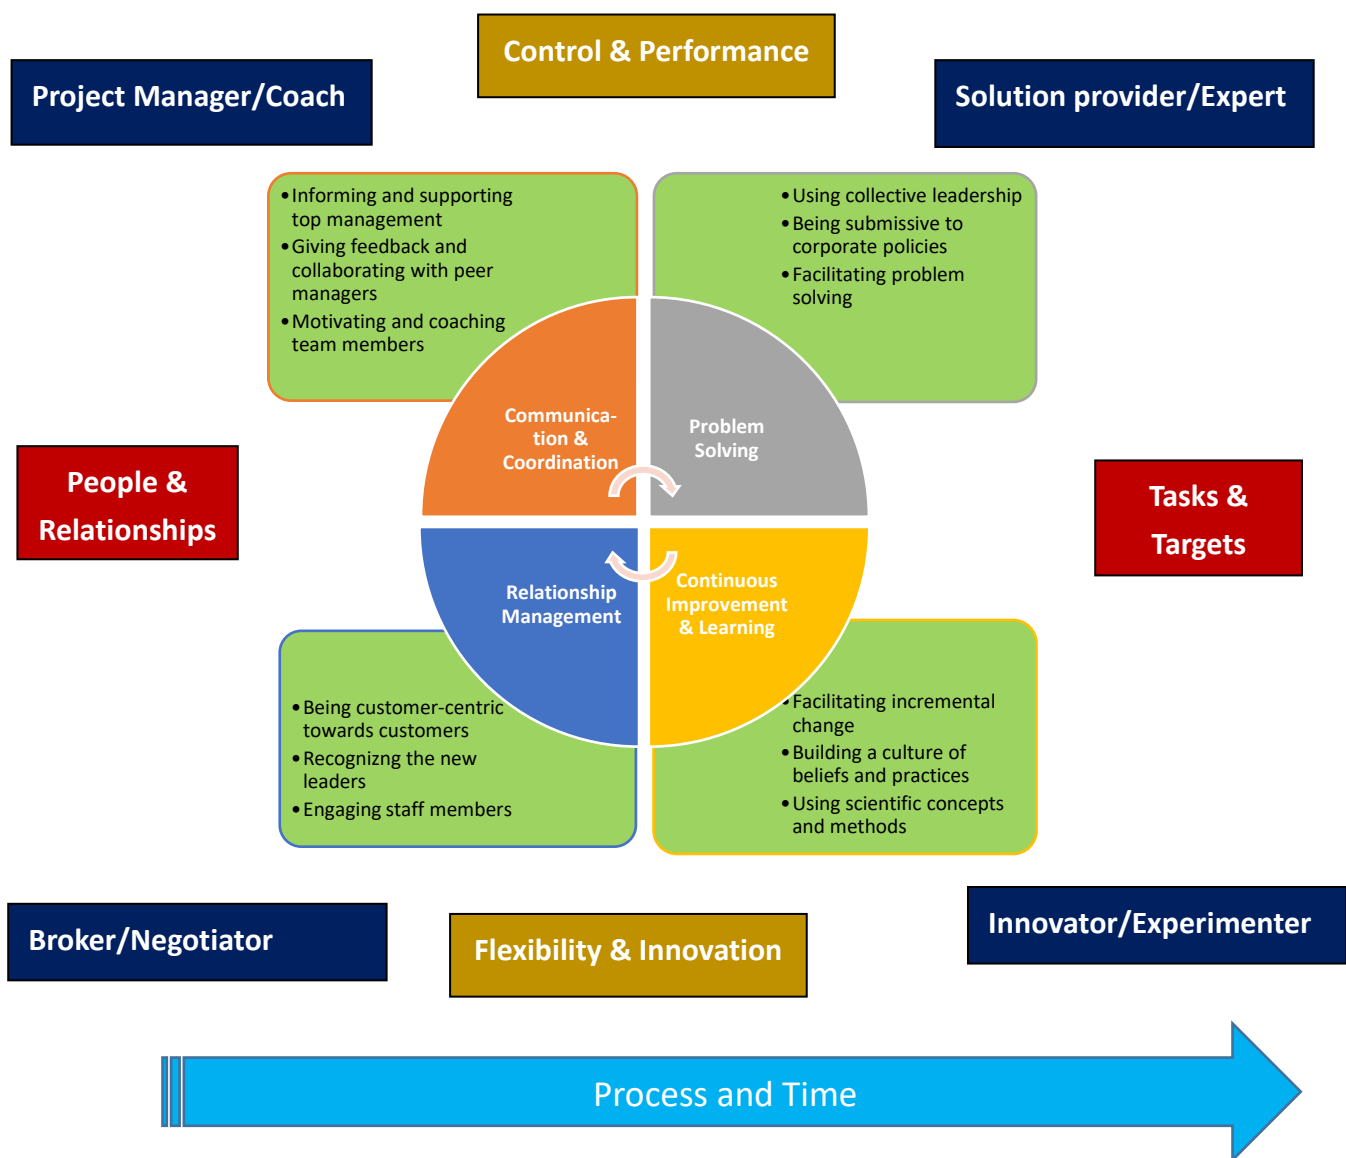 Control & Performance
Project Manager/Coach
Solution provider/Expert
•Informing and supporting
top management
•Giving feedback and
collaborating with peer
managers
•Motivating and coaching
team members
•Using collective leadership
•Being submissive to
corporate policies
•Facilitating problem
solving
Communica-
tion &
Coordination
Problem
Solving
People &
Relationships
Tasks &
Targets
Relationship
Management
Continuous
Improvement
& Learning
•Being customer-centric
towards customers
•Recognizng the new
leaders
•Engaging staff members
•Facilitating incremental
change
•Building a culture of
beliefs and practices
•Using scientific concepts
and methods
Broker/Negotiator
Flexibility & Innovation
Innovator/Experimenter
Process and Time